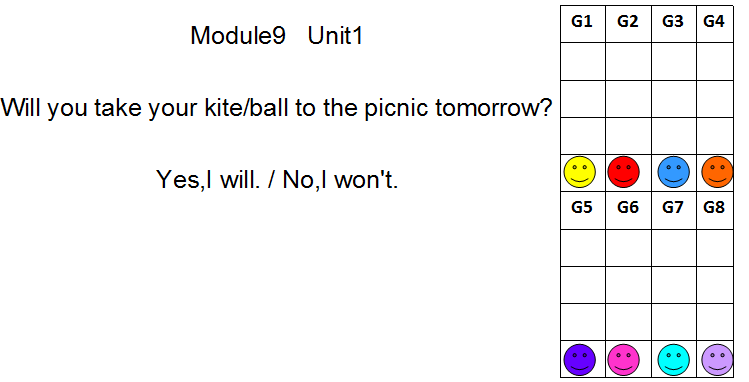 Module9 Unit1
Will you take your kite/ball to the picnic tomorrow?
Yes,I will. / No,I won't.
G1 G2 G3 G4
G5 G6 G7 G8